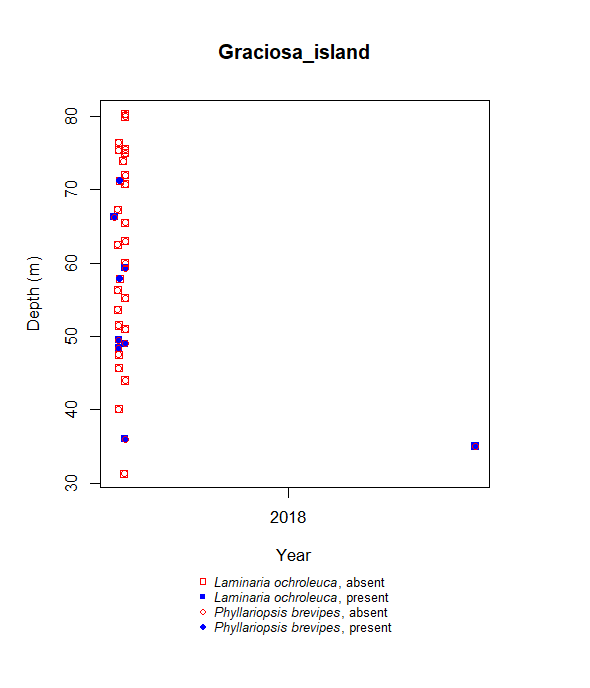 Graciosa_island
80
70
60
50
40
30
Depth (m)
2018
Year
Laminaria ochroleuca, absent
Laminaria ochroleuca, present
Phyllariopsis brevipes, absent
Phyllariopsis brevipes, present